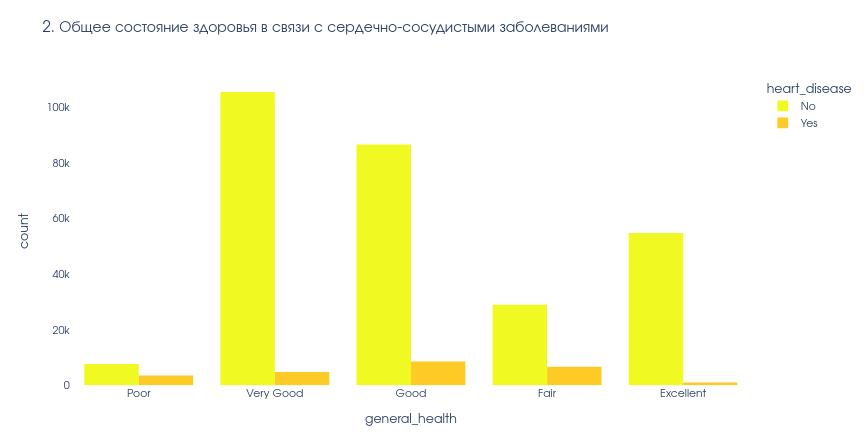 2. Общее состояние здоровья в связи с сердечно-сосудистыми заболеваниями
heart_disease
No
Yes
100k
80k
60k
40k
20k
0
count
Poor
Very Good
Good
Fair
Excellent
general_health